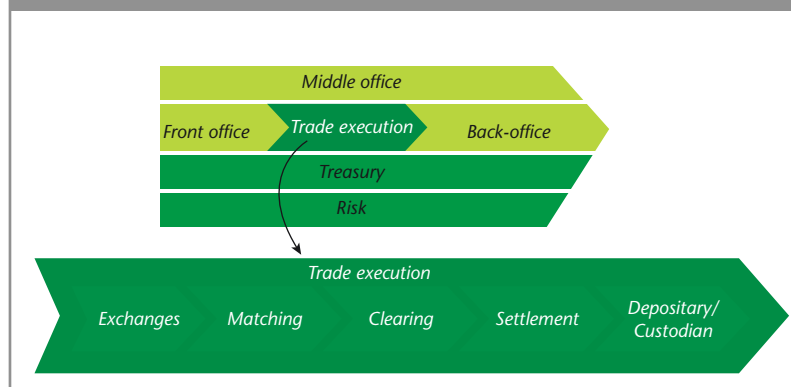 Middle office
Front office
Trade execution
Back-office
Treasury
Risk
Trade execution
Exchanges
Matching
Clearing
Settlement
Depositary/
Custodian